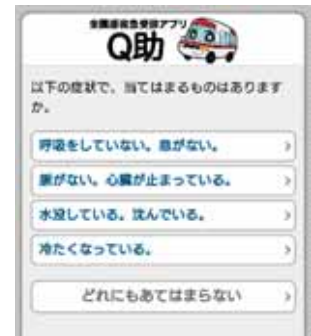 全国版救急受診アプリ
Q助
以下の症状で、当てはまるものはあります
か。
呼吸をしていない。息がない。
脈がない。心臓が止まっている。
水没している。沈んでいる。
冷たくなっている。
どれにもあてはまらない